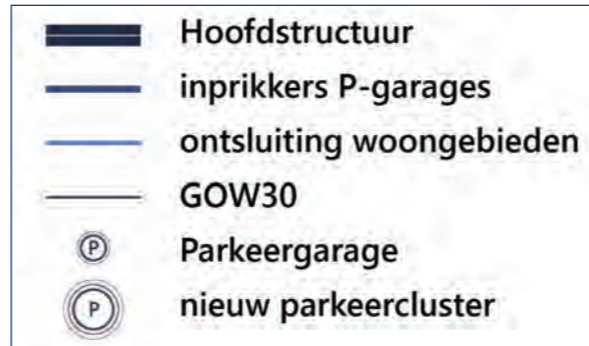 Hoofdstructuur
inprikkers P-garages
ontsluiting woongebieden
GOW30
P Parkeergarage
P nieuw parkeercluster